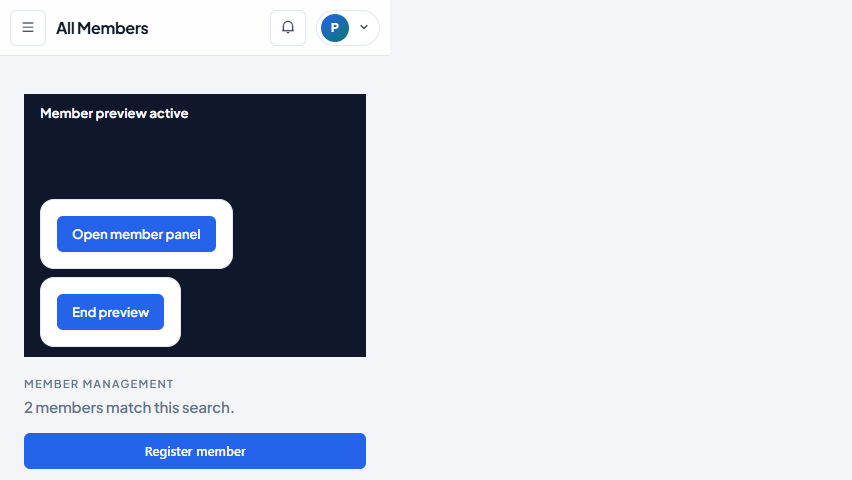 All Members
P
Member preview active
Open member panel
End preview
MEMBER MANAGEMENT
2 members match this search.
Register member